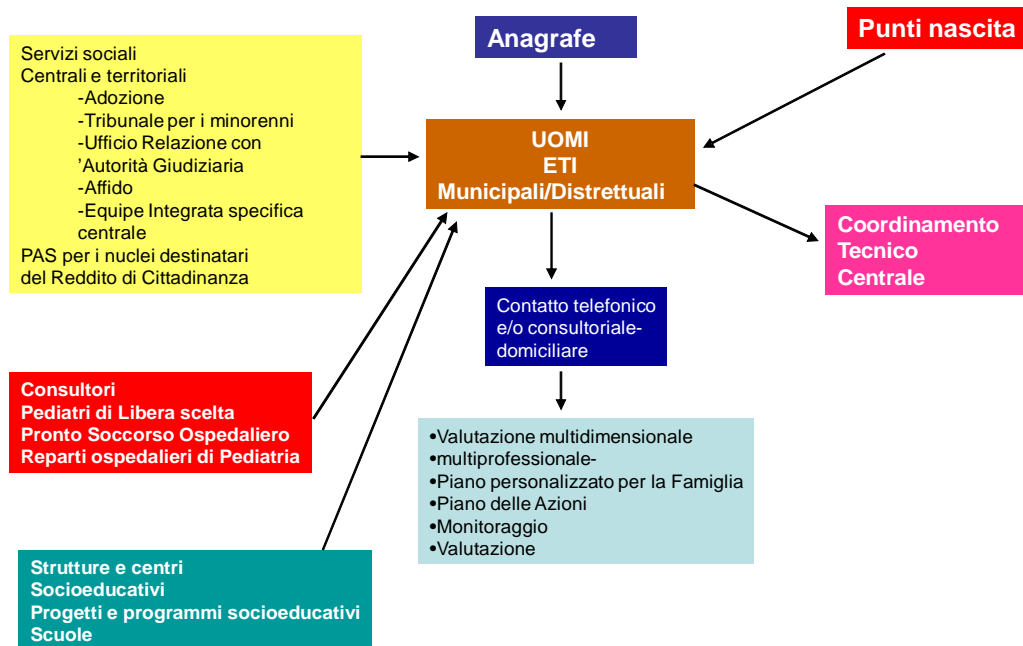 Anagrafe
Punti nascita
Servizi sociali
Centrali e territoriali
-Adozione
-Tribunale per i minorenni
-Ufficio Relazione con
’Autorità Giudiziaria
-Affido
-Equipe Integrata specifica
centrale
PAS per i nuclei destinatari
del Reddito di Cittadinanza
UOMI
ETI
Municipali/Distrettuali
Coordinamento
Tecnico
Centrale
Contatto telefonico
e/o consultoriale-
domiciliare
Consultori
Pediatri di Libera scelta
Pronto Soccorso Ospedaliero
Reparti ospedalieri di Pediatria
•Valutazione multidimensionale
•multiprofessionale-
•Piano personalizzato per la Famiglia
•Piano delle Azioni
•Monitoraggio
•Valutazione
Strutture e centri
Socioeducativi
Progetti e programmi socioeducativi
Scuole